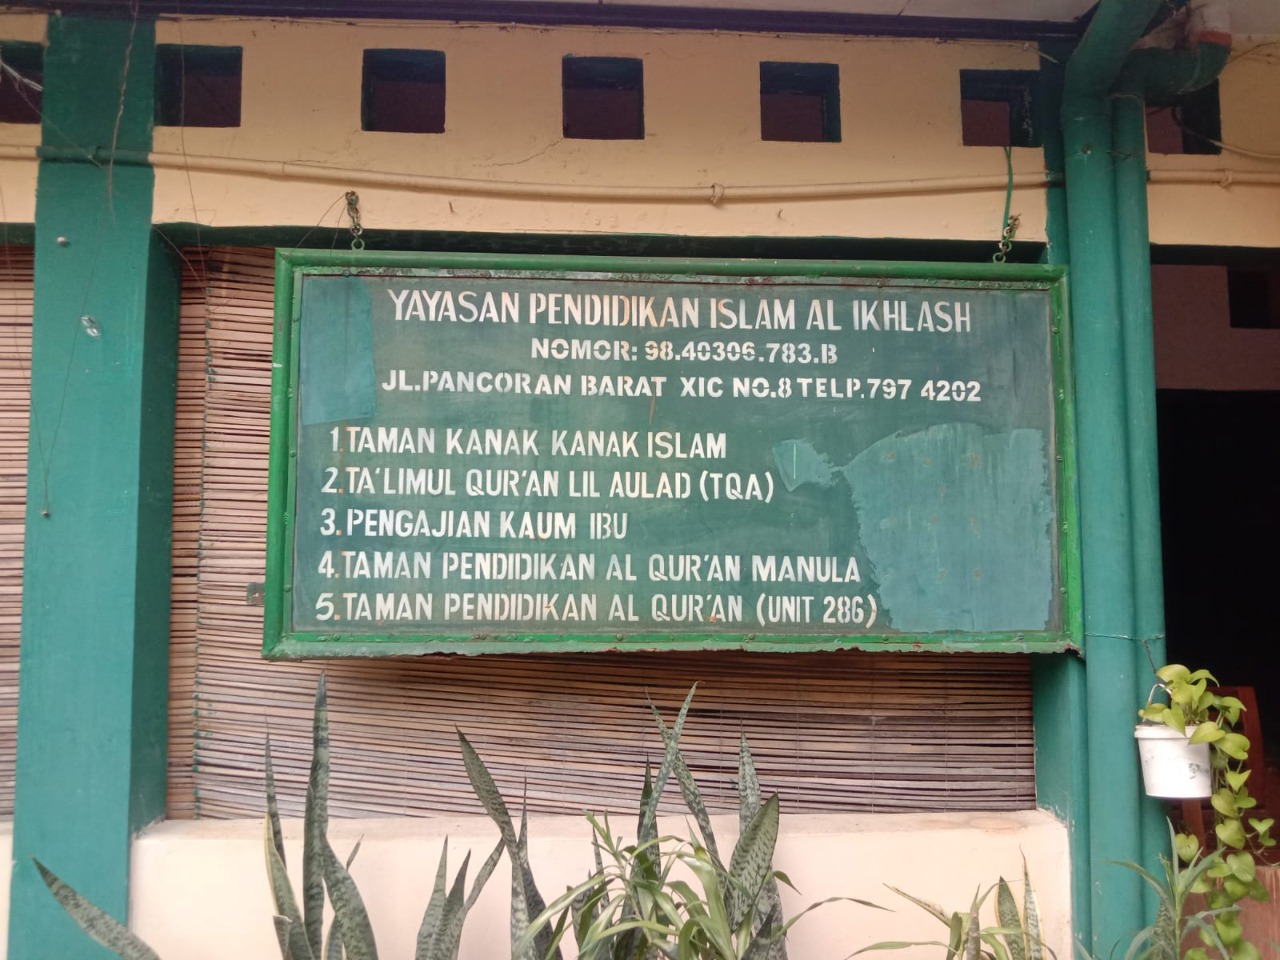 YAYASAN PENDIDIKAN ISLAM AL IKHLASH
NOMOR: 98.40306.783.B
JL.PANCORAN BARAT XIC NO.8 TELP.797 4202
1.TAMAN KANAK KANAK ISLAM
2.TA'LIMUL QUR'AN LIL AULAD (TQA)
3.PENGAJIAN KAUM IBU
4.TAMAN PENDIDIKAN AL QUR'AN MANULA
5.TAMAN PENDIDIKAN AL QUR'AN (UNIT 286)